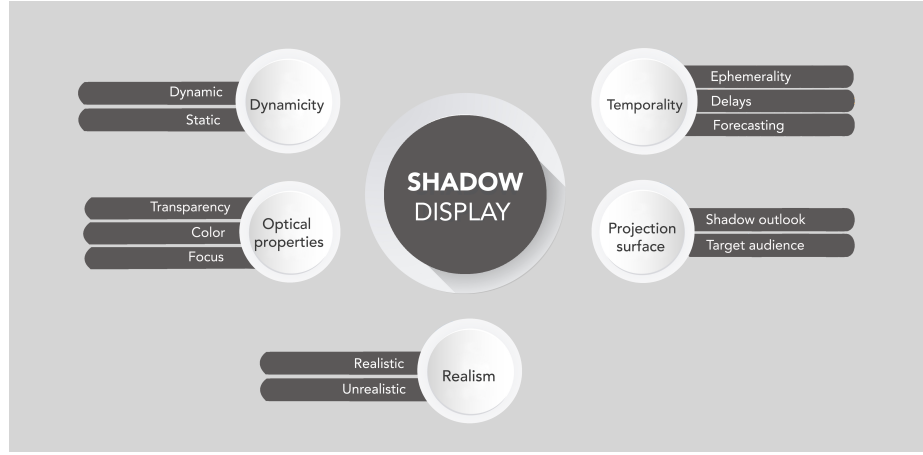 Dynamic
Static
Dynamicity
Transparency
Color
Focus
Optical
properties
SHADOW
DISPLAY
Temporality
Ephemerality
Delays
Forecasting
Projection
surface
Shadow outlook
Target audience
Realistic
Unrealistic
Realism